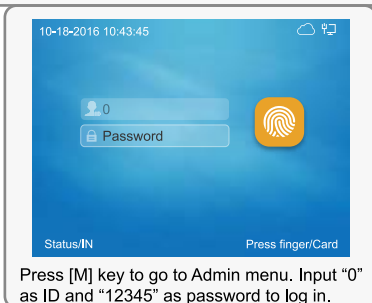 10-18-2016 10:43:45
0
Password
Status/IN
Press finger/Card
Press [M] key to go to Admin menu. Input “0”
as ID and “12345” as password to log in.